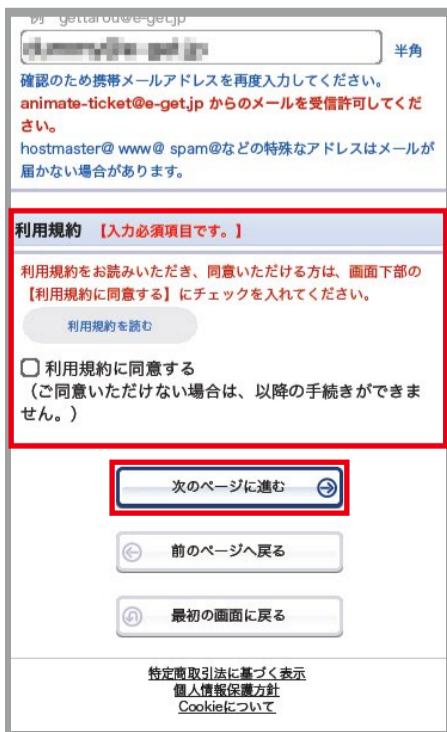 例 gettarou@e-get.jp
半角
確認のため携帯メールアドレスを再度入力してください。
animate-ticket@e-get.jp からのメールを受信許可してくだ
さい。
hostmaster@ www@ spam@などの特殊なアドレスはメールが
届かない場合があります。
利用規約 【入力必須項目です。】
利用規約をお読みいただき、同意いただける方は、画面下部の
【利用規約に同意する】にチェックを入れてください。
利用規約を読む
利用規約に同意する
（ご同意いただけない場合は、以降の手続きができま
せん。）
次のページに進む
前のページへ戻る
最初の画面に戻る
特定商取引法に基づく表示
個人情報保護方針
Cookieについて